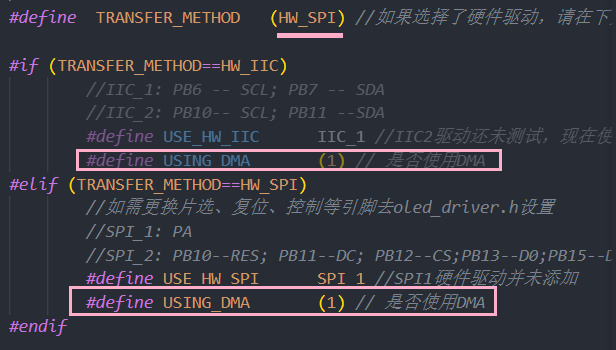 #define TRANSFER_METHOD (HW_SPI) //如果选择了硬件驱动，请在下
#if (TRANSFER_METHOD==HW_IIC)
//IIC_1: PB6 -- SCL; PB7 -- SDA
//IIC_2: PB10-- SCL; PB11 --SDA
#define USE_HW_IIC IIC_1 //IIC2驱动还未测试，现在使
#define USING_DMA (1) // 是否使用DMA
#elif (TRANSFER_METHOD==HW_SPI)
//如需更换片选、复位、控制等引脚去oled_driver.h设置
//SPI_1: PA
//SPI_2: PB10--RES; PB11--DC; PB12--CS;PB13--D0;PB15--D
#define USE_HW_SPI SPI_1 //SPI1硬件驱动并未添加
#define USING_DMA (1) // 是否使用DMA
#endif